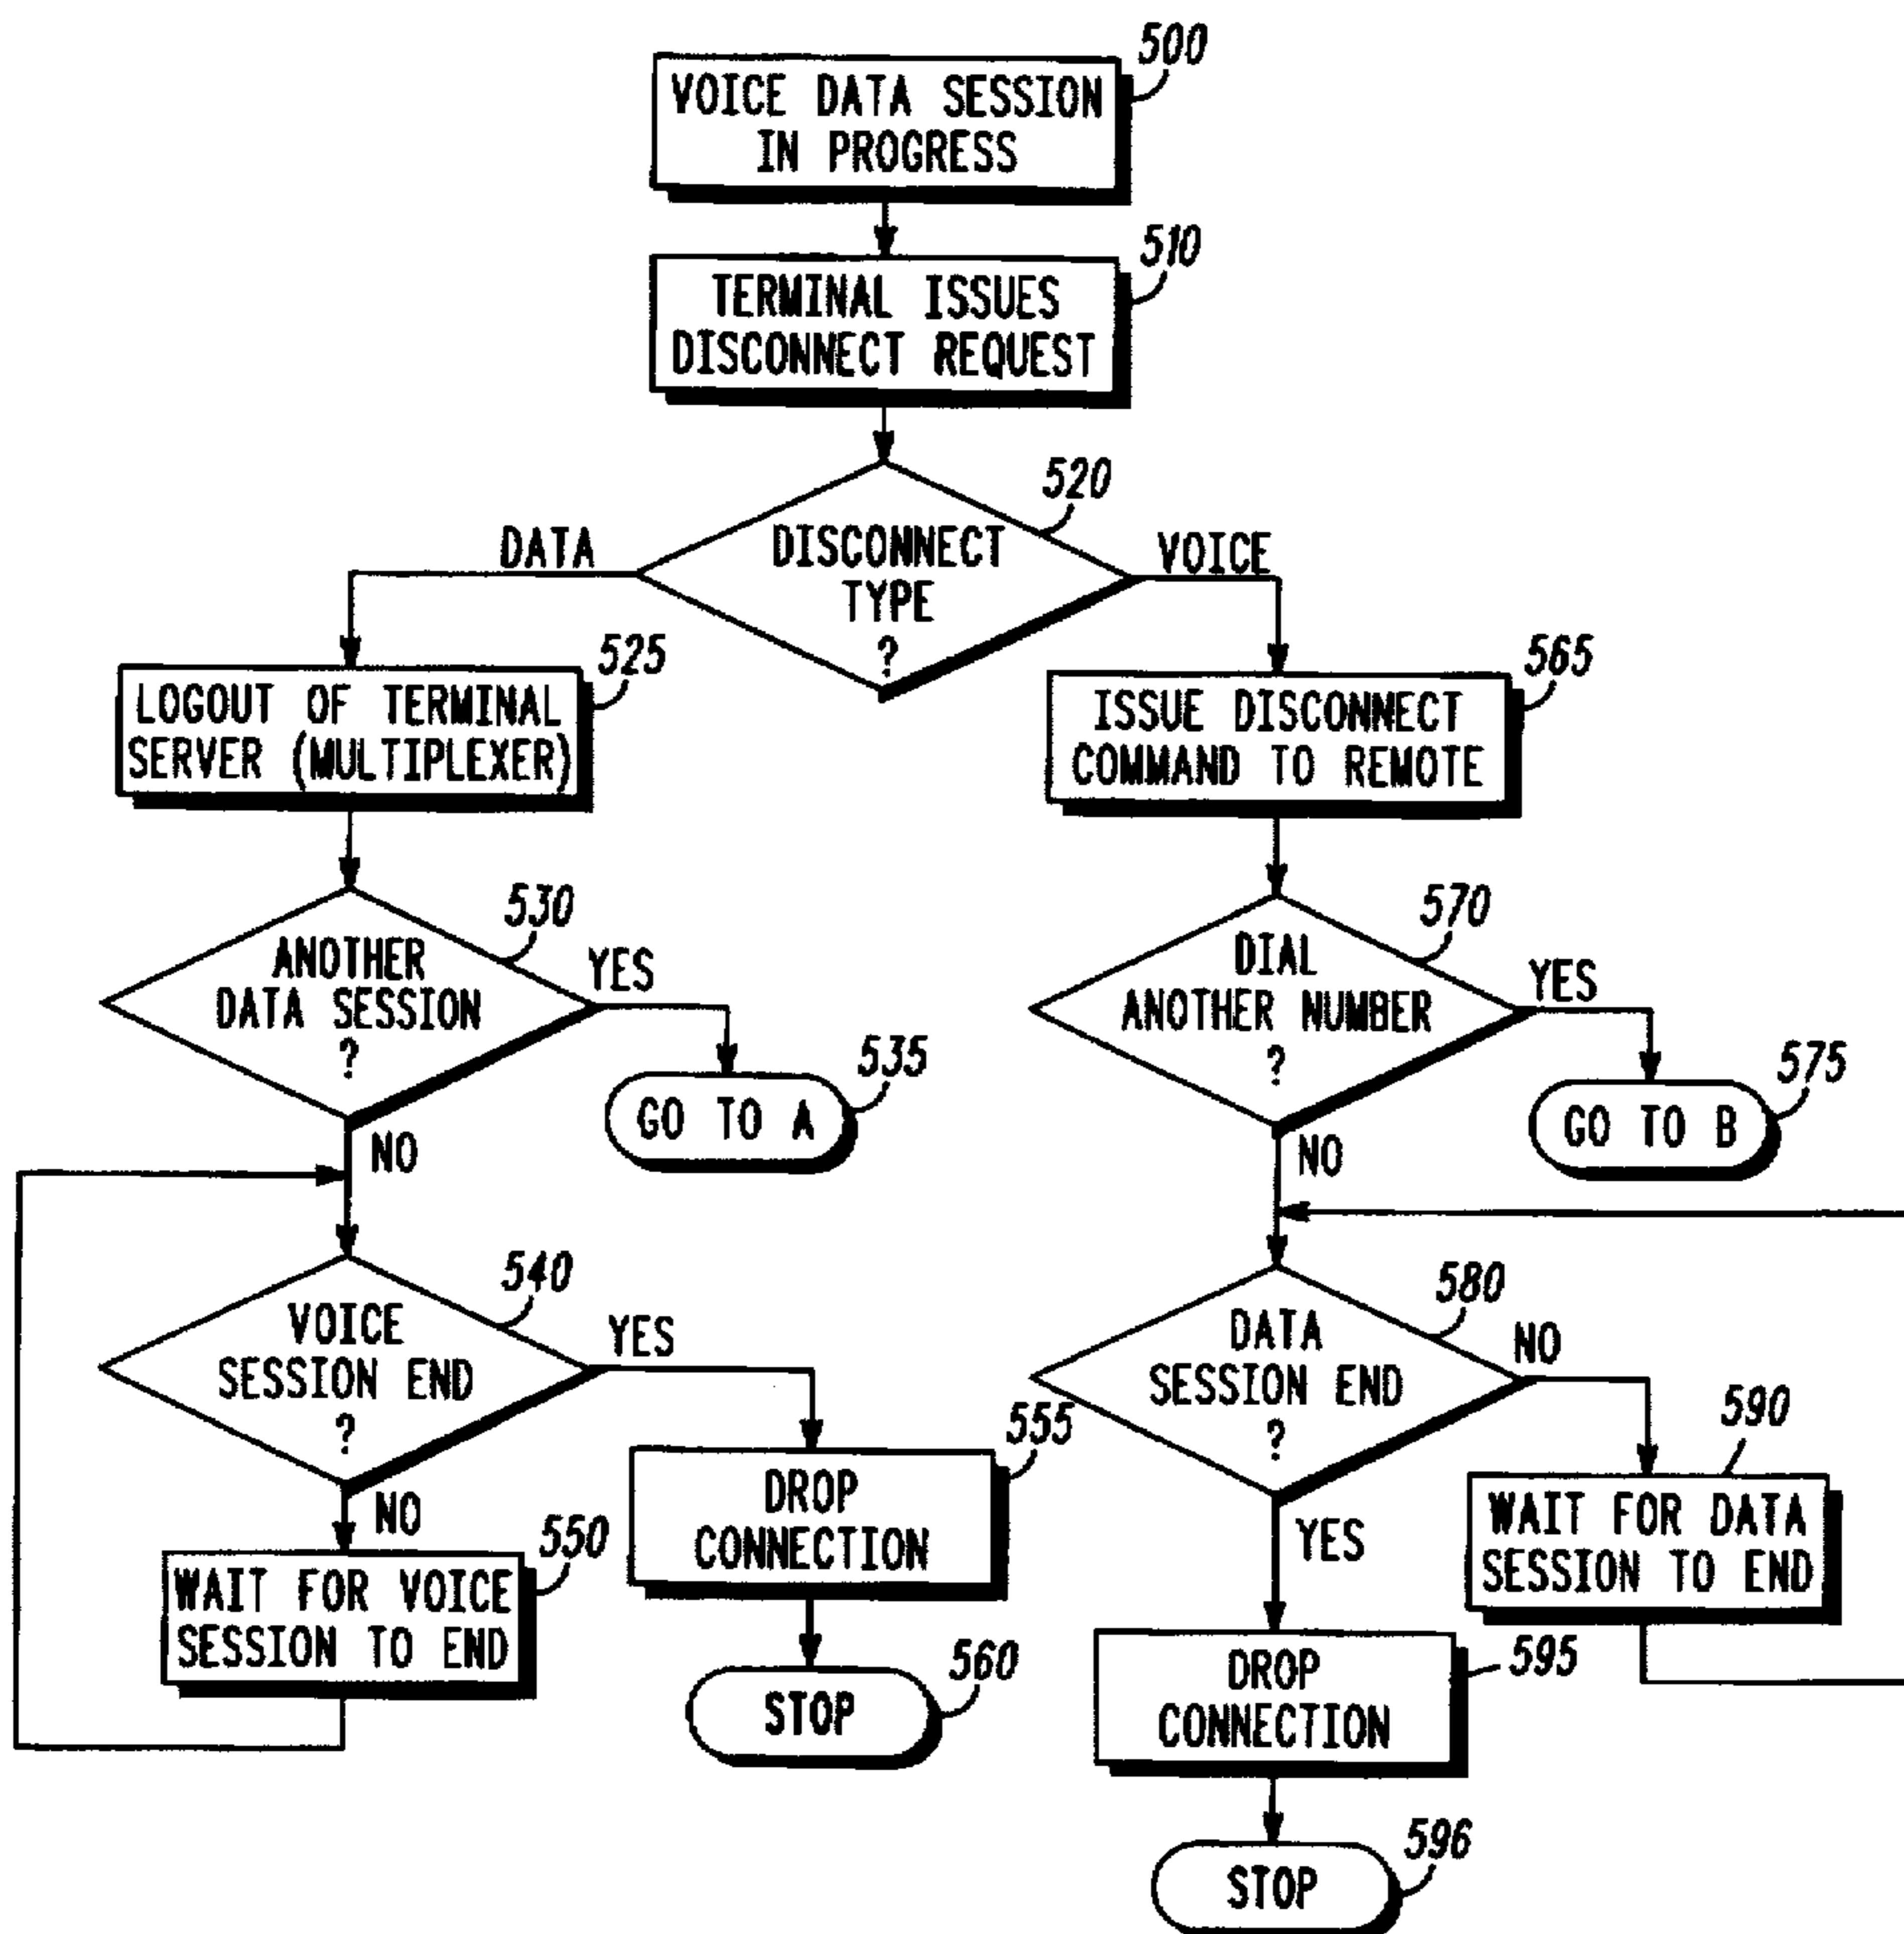 500
VOICE DATA SESSION
IN PROGRESS
510
TERMINAL ISSUES
DISCONNECT REQUEST
520
DISCONNECT
TYPE
?
DATA
VOICE
525
LOGOUT OF TERMINAL
SERVER (MULTIPLEXER)
565
ISSUE DISCONNECT
COMMAND TO REMOTE
530
ANOTHER
DATA SESSION
?
YES
NO
535
GO TO A
570
DIAL
ANOTHER NUMBER
?
YES
NO
575
GO TO B
540
VOICE
SESSION END
?
YES
NO
580
DATA
SESSION END
?
NO
YES
550
WAIT FOR VOICE
SESSION TO END
555
DROP
CONNECTION
560
STOP
590
WAIT FOR DATA
SESSION TO END
595
DROP
CONNECTION
596
STOP